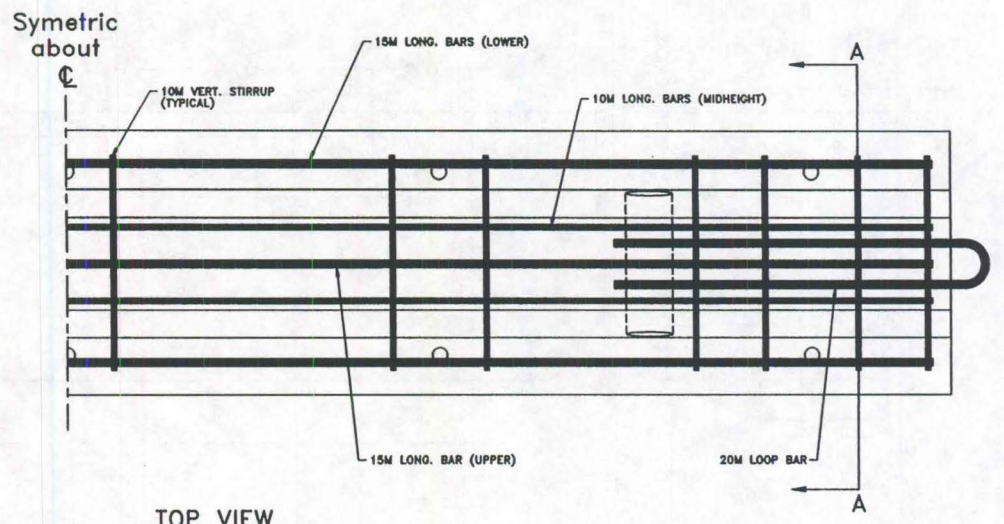 Symetric
about
℄
15M LONG. BARS (LOWER)
A
10M VERT. STIRRUP
(TYPICAL)
10M LONG. BARS (MIDHEIGHT)
15M LONG. BAR (UPPER)
20M LOOP BAR
A
TOP VIEW